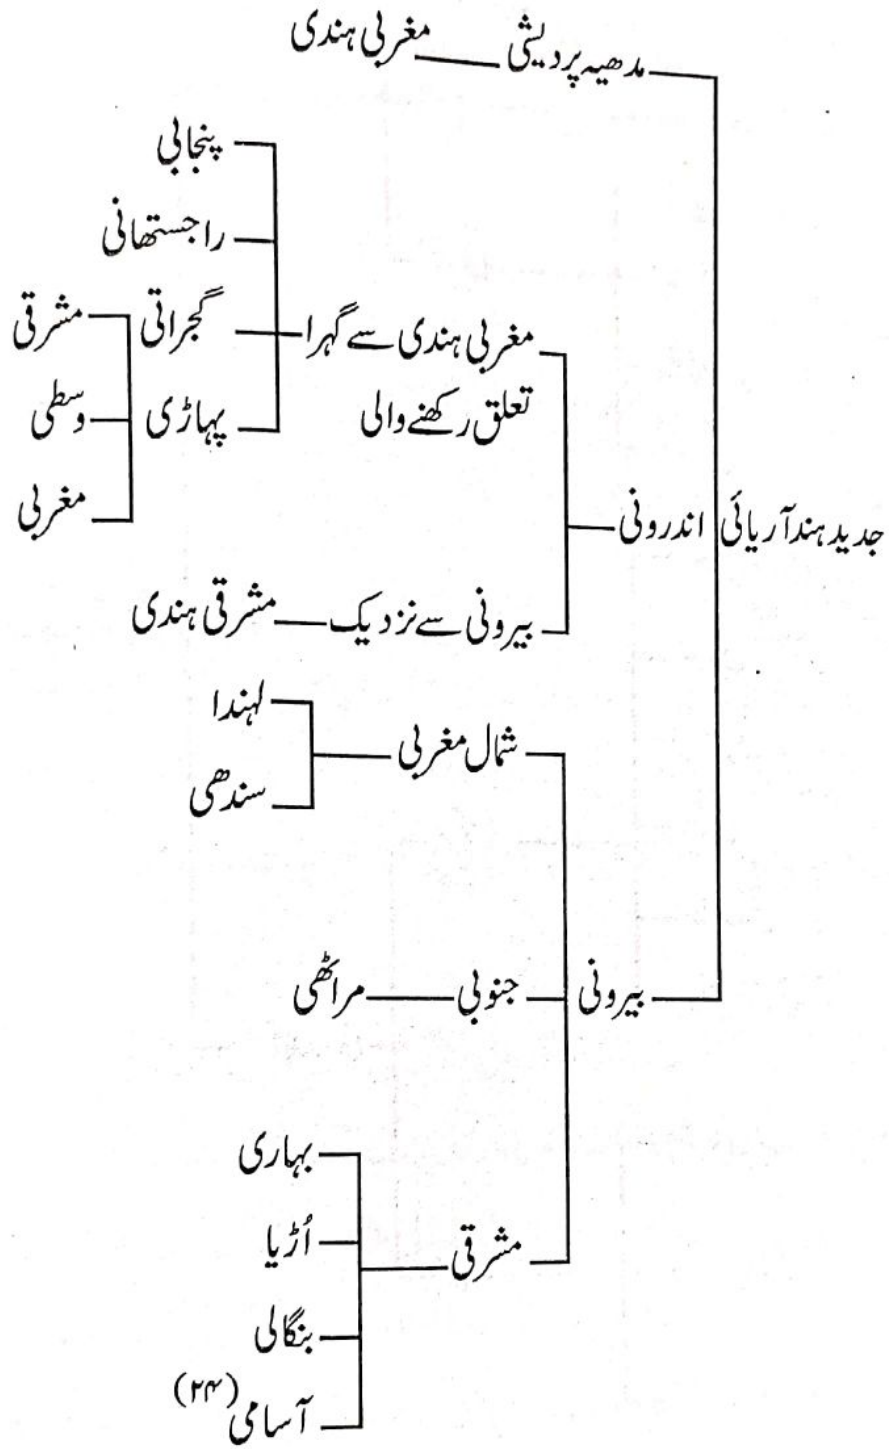 مدھیہ پردیشی مغربی ہندی
پنجابی
راجستھانی
مغربی ہندی سے گہرا گجراتی مشرقی
تعلق رکھنے والی پہاڑی وسطی
مغربی
جدید ہند آریائی اندرونی
بیرونی سے نزدیک مشرقی ہندی
لہندا
شمال مغربی
سندھی
بیرونی جنوبی مراٹھی
بہاری
اُڑیا
مشرقی
بنگالی
آسامی (۲۴)